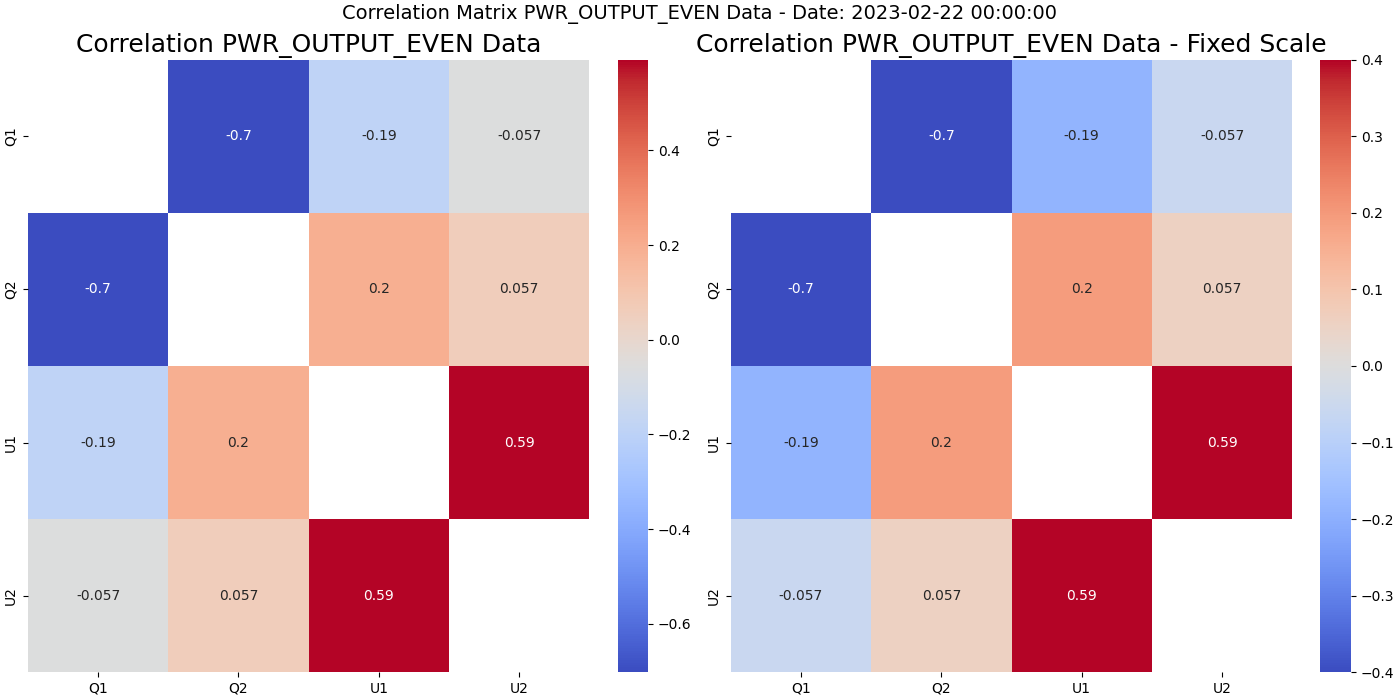 Correlation Matrix PWR_OUTPUT_EVEN Data - Date: 2023-02-22 00:00:00
Correlation PWR_OUTPUT_EVEN Data
Q1
-0.7
-0.19
-0.057
Q2
-0.7
0.2
0.057
U1
-0.19
0.2
0.59
U2
-0.057
0.057
0.59
Q1
Q2
U1
U2
0.4
0.2
0.0
−0.2
−0.4
−0.6
Correlation PWR_OUTPUT_EVEN Data - Fixed Scale
Q1
-0.7
-0.19
-0.057
Q2
-0.7
0.2
0.057
U1
-0.19
0.2
0.59
U2
-0.057
0.057
0.59
Q1
Q2
U1
U2
0.4
0.3
0.2
0.1
0.0
−0.1
−0.2
−0.3
−0.4